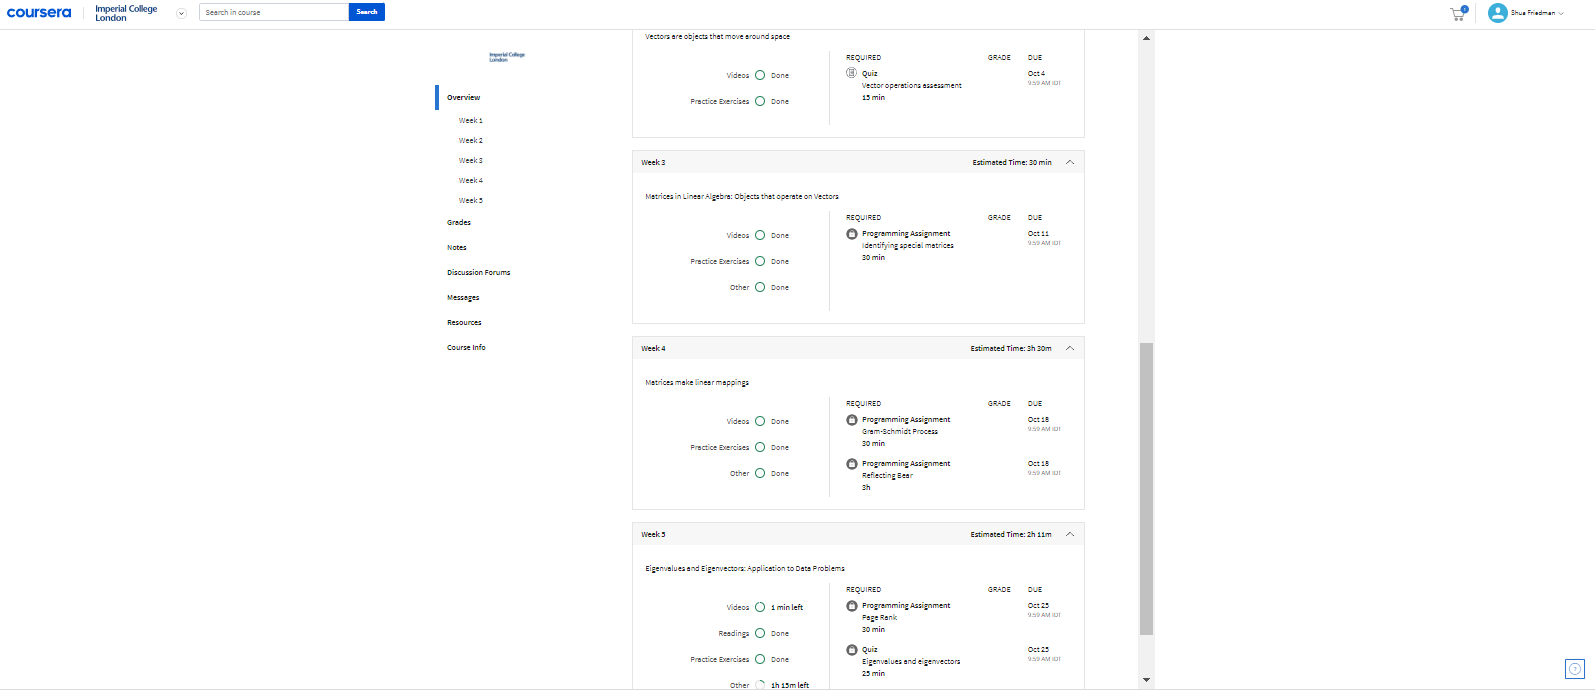 coursera
Imperial College
London
Search in course
Search
1
Shua Friedman
Imperial College
London
Overview
Week 1
Week 2
Week 3
Week 4
Week 5
Grades
Notes
Discussion Forums
Messages
Resources
Course Info
Vectors are objects that move around space
Videos Done
Practice Exercises Done
REQUIRED GRADE DUE
Quiz Oct 4
Vector operations assessment 9:59 AM IDT
15 min
Week 3 Estimated Time: 30 min
Matrices in Linear Algebra: Objects that operate on Vectors
Videos Done
Practice Exercises Done
Other Done
REQUIRED GRADE DUE
Programming Assignment Oct 11
Identifying special matrices 9:59 AM IDT
30 min
Week 4 Estimated Time: 3h 30m
Matrices make linear mappings
Videos Done
Practice Exercises Done
Other Done
REQUIRED GRADE DUE
Programming Assignment Oct 18
Gram-Schmidt Process 9:59 AM IDT
30 min
Programming Assignment Oct 18
Reflecting Bear 9:59 AM IDT
3h
Week 5 Estimated Time: 2h 11m
Eigenvalues and Eigenvectors: Application to Data Problems
Videos 1 min left
Readings Done
Practice Exercises Done
Other 1h 15m left
REQUIRED GRADE DUE
Programming Assignment Oct 25
Page Rank 9:59 AM IDT
30 min
Quiz Oct 25
Eigenvalues and eigenvectors 9:59 AM IDT
25 min
?